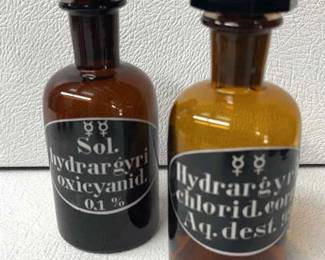 ☿☿
Sol.
hydrargyri
oxicyanid.
0.1 %
☿☿
Hydrargyri
chlorid. corr
Aq. dest.